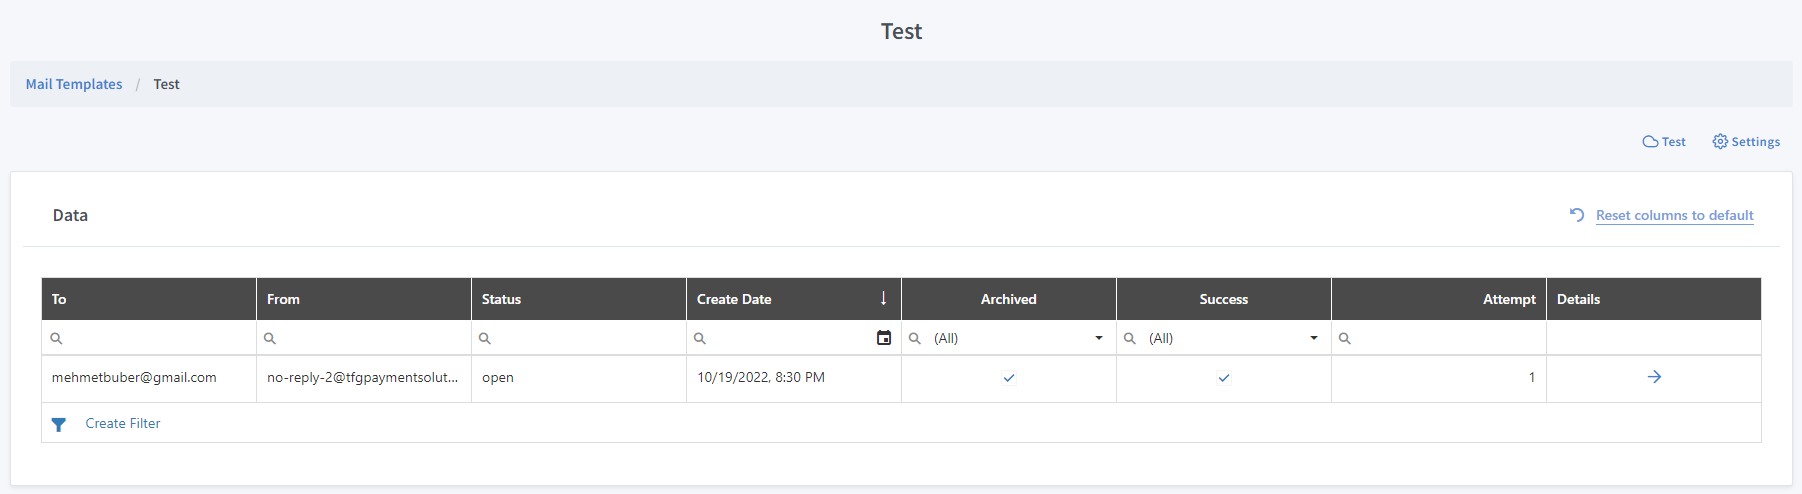 Test
Mail Templates / Test
Test Settings
Data Reset columns to default
To From Status Create Date Archived Success Attempt Details
(All) (All)
mehmetbuber@gmail.com no-reply-2@tfgpaymentsolut... open 10/19/2022, 8:30 PM 1
Create Filter